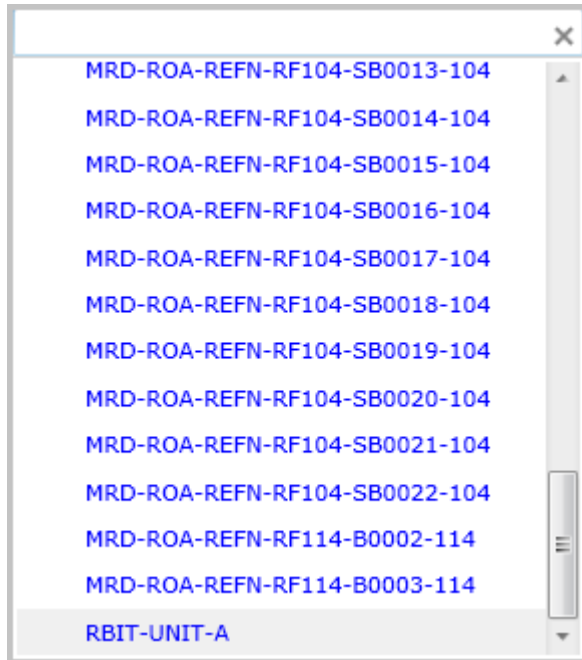 MRD-ROA-REFN-RF104-SB0013-104
MRD-ROA-REFN-RF104-SB0014-104
MRD-ROA-REFN-RF104-SB0015-104
MRD-ROA-REFN-RF104-SB0016-104
MRD-ROA-REFN-RF104-SB0017-104
MRD-ROA-REFN-RF104-SB0018-104
MRD-ROA-REFN-RF104-SB0019-104
MRD-ROA-REFN-RF104-SB0020-104
MRD-ROA-REFN-RF104-SB0021-104
MRD-ROA-REFN-RF104-SB0022-104
MRD-ROA-REFN-RF114-B0002-114
MRD-ROA-REFN-RF114-B0003-114
RBIT-UNIT-A